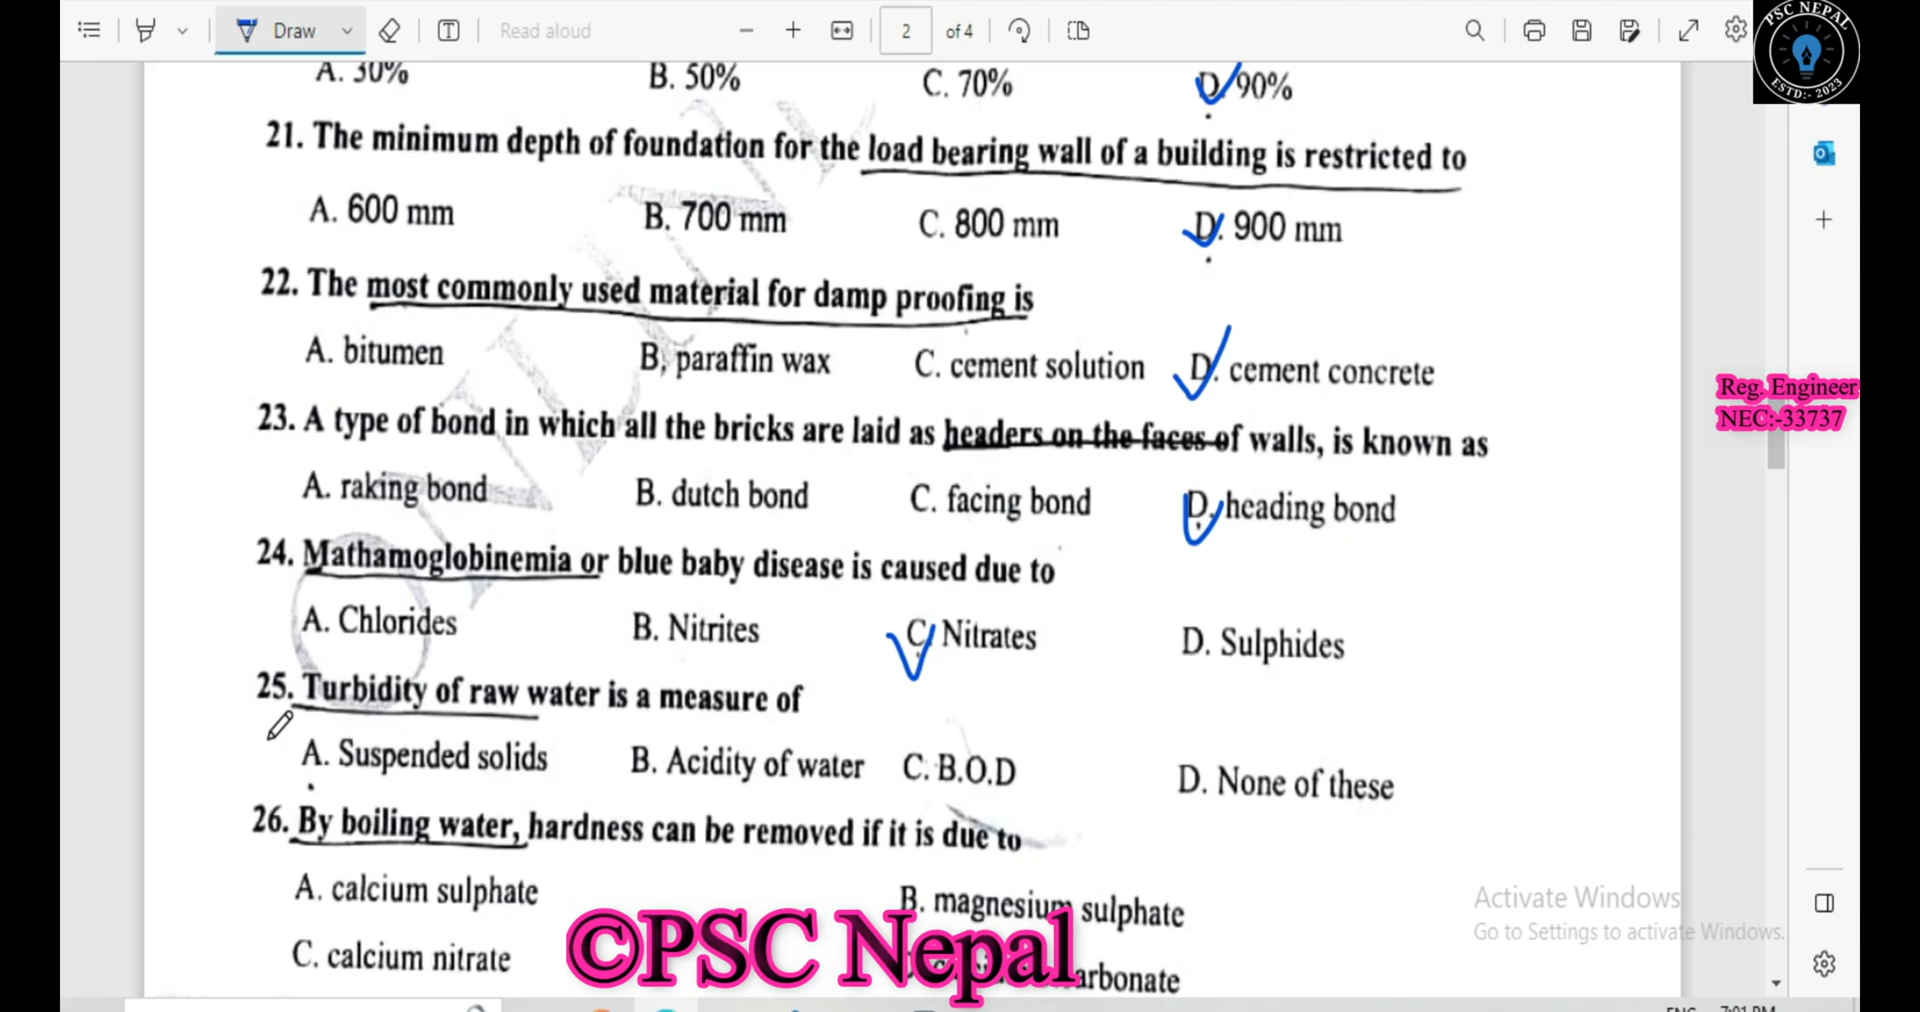 Draw
Read aloud
2 of 4
PSC NEPAL
ESTD:- 2023
A. 30% B. 50% C. 70% D. 90%
21. The minimum depth of foundation for the load bearing wall of a building is restricted to
A. 600 mm B. 700 mm C. 800 mm D. 900 mm
22. The most commonly used material for damp proofing is
A. bitumen B. paraffin wax C. cement solution D. cement concrete
Reg. Engineer
NEC:-33737
23. A type of bond in which all the bricks are laid as headers on the faces of walls, is known as
A. raking bond B. dutch bond C. facing bond D. heading bond
24. Mathamoglobinemia or blue baby disease is caused due to
A. Chlorides B. Nitrites C. Nitrates D. Sulphides
25. Turbidity of raw water is a measure of
A. Suspended solids B. Acidity of water C. B.O.D D. None of these
26. By boiling water, hardness can be removed if it is due to
A. calcium sulphate B. magnesium sulphate
C. calcium nitrate arbonate
©PSC Nepal
Activate Windows
Go to Settings to activate Windows.
ONLINE